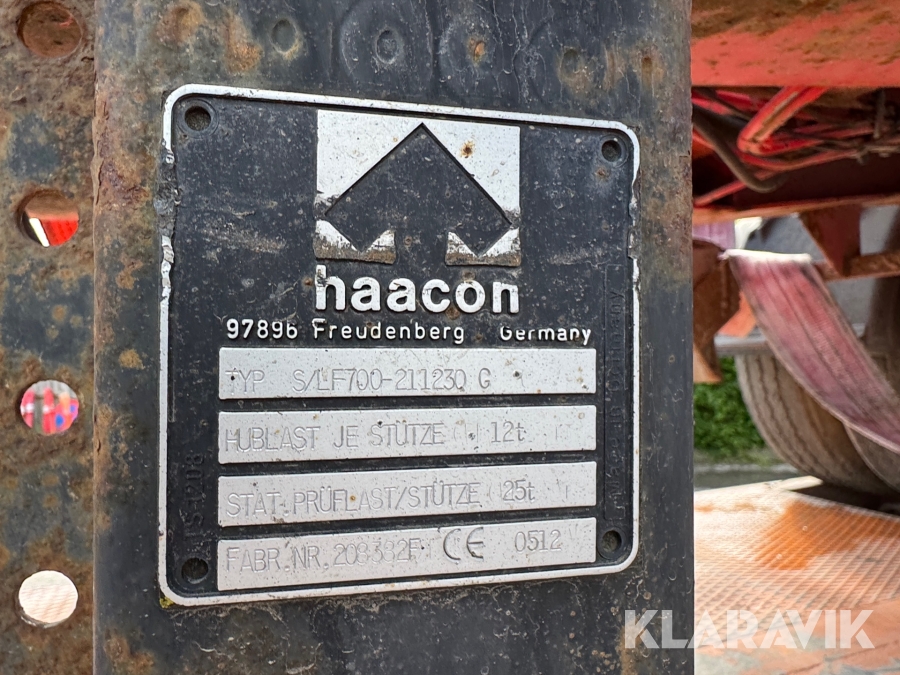 haacon
97896 Freudenberg Germany
TYP S/LF700-211230 G
HUBLAST JE STÜTZE 12t
STAT.PRÜFLAST/STÜTZE 25t
FABR.NR. CE 0512
KLARAVIK